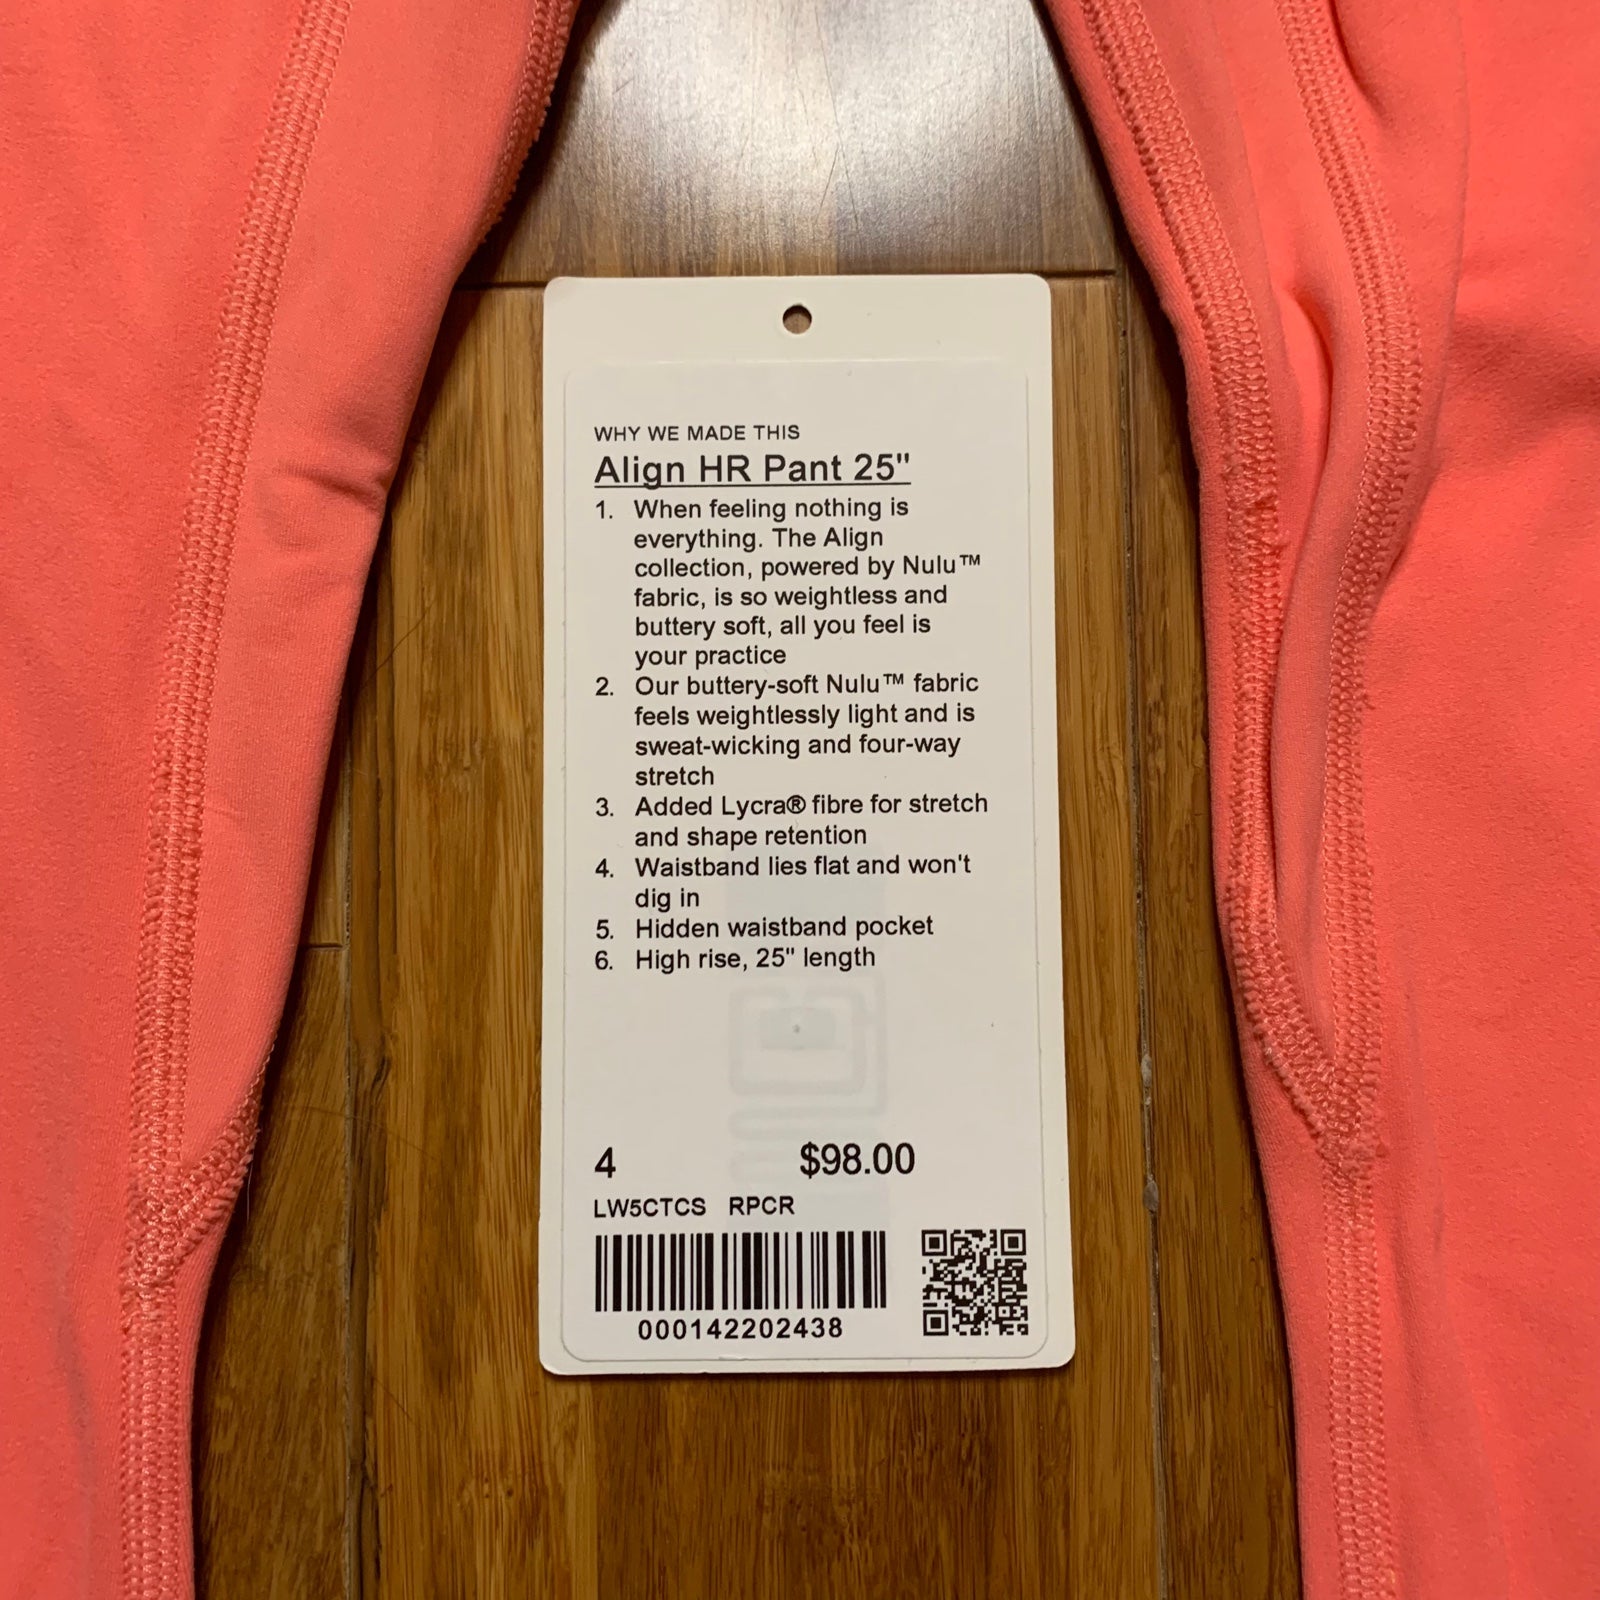 WHY WE MADE THIS
Align HR Pant 25"
1. When feeling nothing is
everything. The Align
collection, powered by Nulu™
fabric, is so weightless and
buttery soft, all you feel is
your practice
2. Our buttery-soft Nulu™ fabric
feels weightlessly light and is
sweat-wicking and four-way
stretch
3. Added Lycra® fibre for stretch
and shape retention
4. Waistband lies flat and won't
dig in
5. Hidden waistband pocket
6. High rise, 25" length
4 $98.00
LW5CTCS RPCR
000142202438